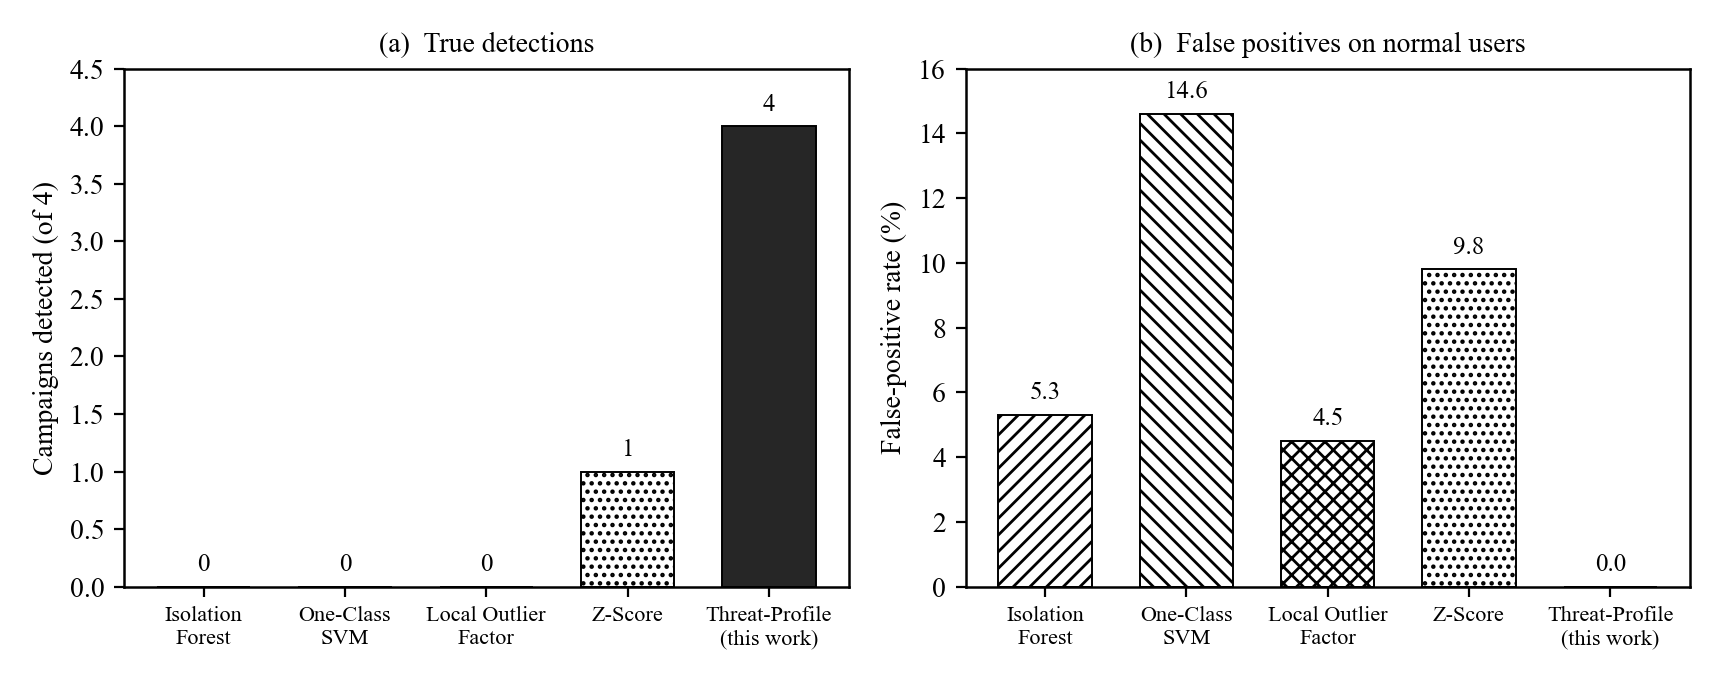 (a)  True detections
Campaigns detected (of 4)
4.5
4.0
3.5
3.0
2.5
2.0
1.5
1.0
0.5
0.0
0
0
0
1
4
Isolation
Forest
One-Class
SVM
Local Outlier
Factor
Z-Score
Threat-Profile
(this work)
(b)  False positives on normal users
False-positive rate (%)
16
14
12
10
8
6
4
2
0
5.3
14.6
4.5
9.8
0.0
Isolation
Forest
One-Class
SVM
Local Outlier
Factor
Z-Score
Threat-Profile
(this work)